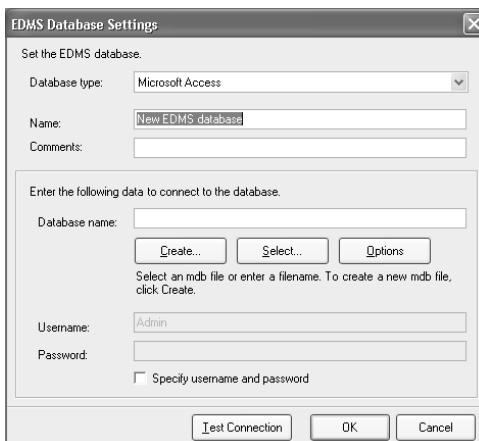 EDMS Database Settings
Set the EDMS database.
Database type: Microsoft Access
Name: New EDMS database
Comments:
Enter the following data to connect to the database.
Database name:
Create... Select... Options
Select an mdb file or enter a filename. To create a new mdb file,
click Create.
Username: Admin
Password:
Specify username and password
Test Connection OK Cancel